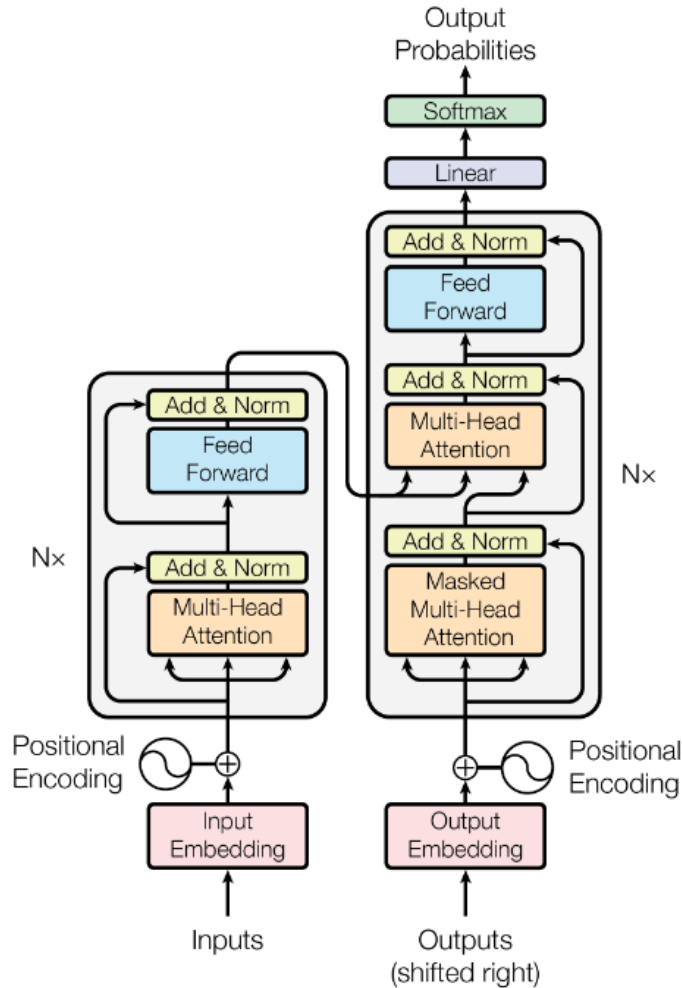 Output
Probabilities
Softmax
Linear
Add & Norm
Feed
Forward
Add & Norm
Multi-Head
Attention
Add & Norm
Masked
Multi-Head
Attention
Nx
Add & Norm
Feed
Forward
Add & Norm
Multi-Head
Attention
Nx
Positional
Encoding
Positional
Encoding
Input
Embedding
Output
Embedding
Inputs
Outputs
(shifted right)